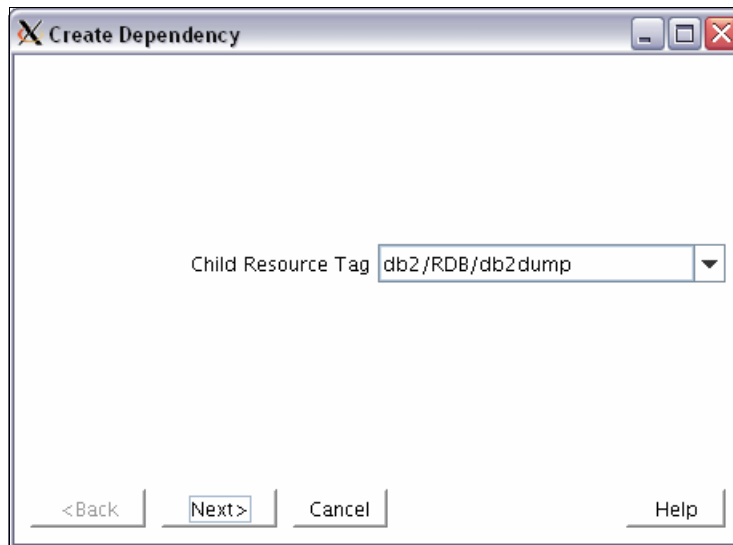 Create Dependency
Child Resource Tag db2/RDB/db2dump
<Back Next> Cancel Help